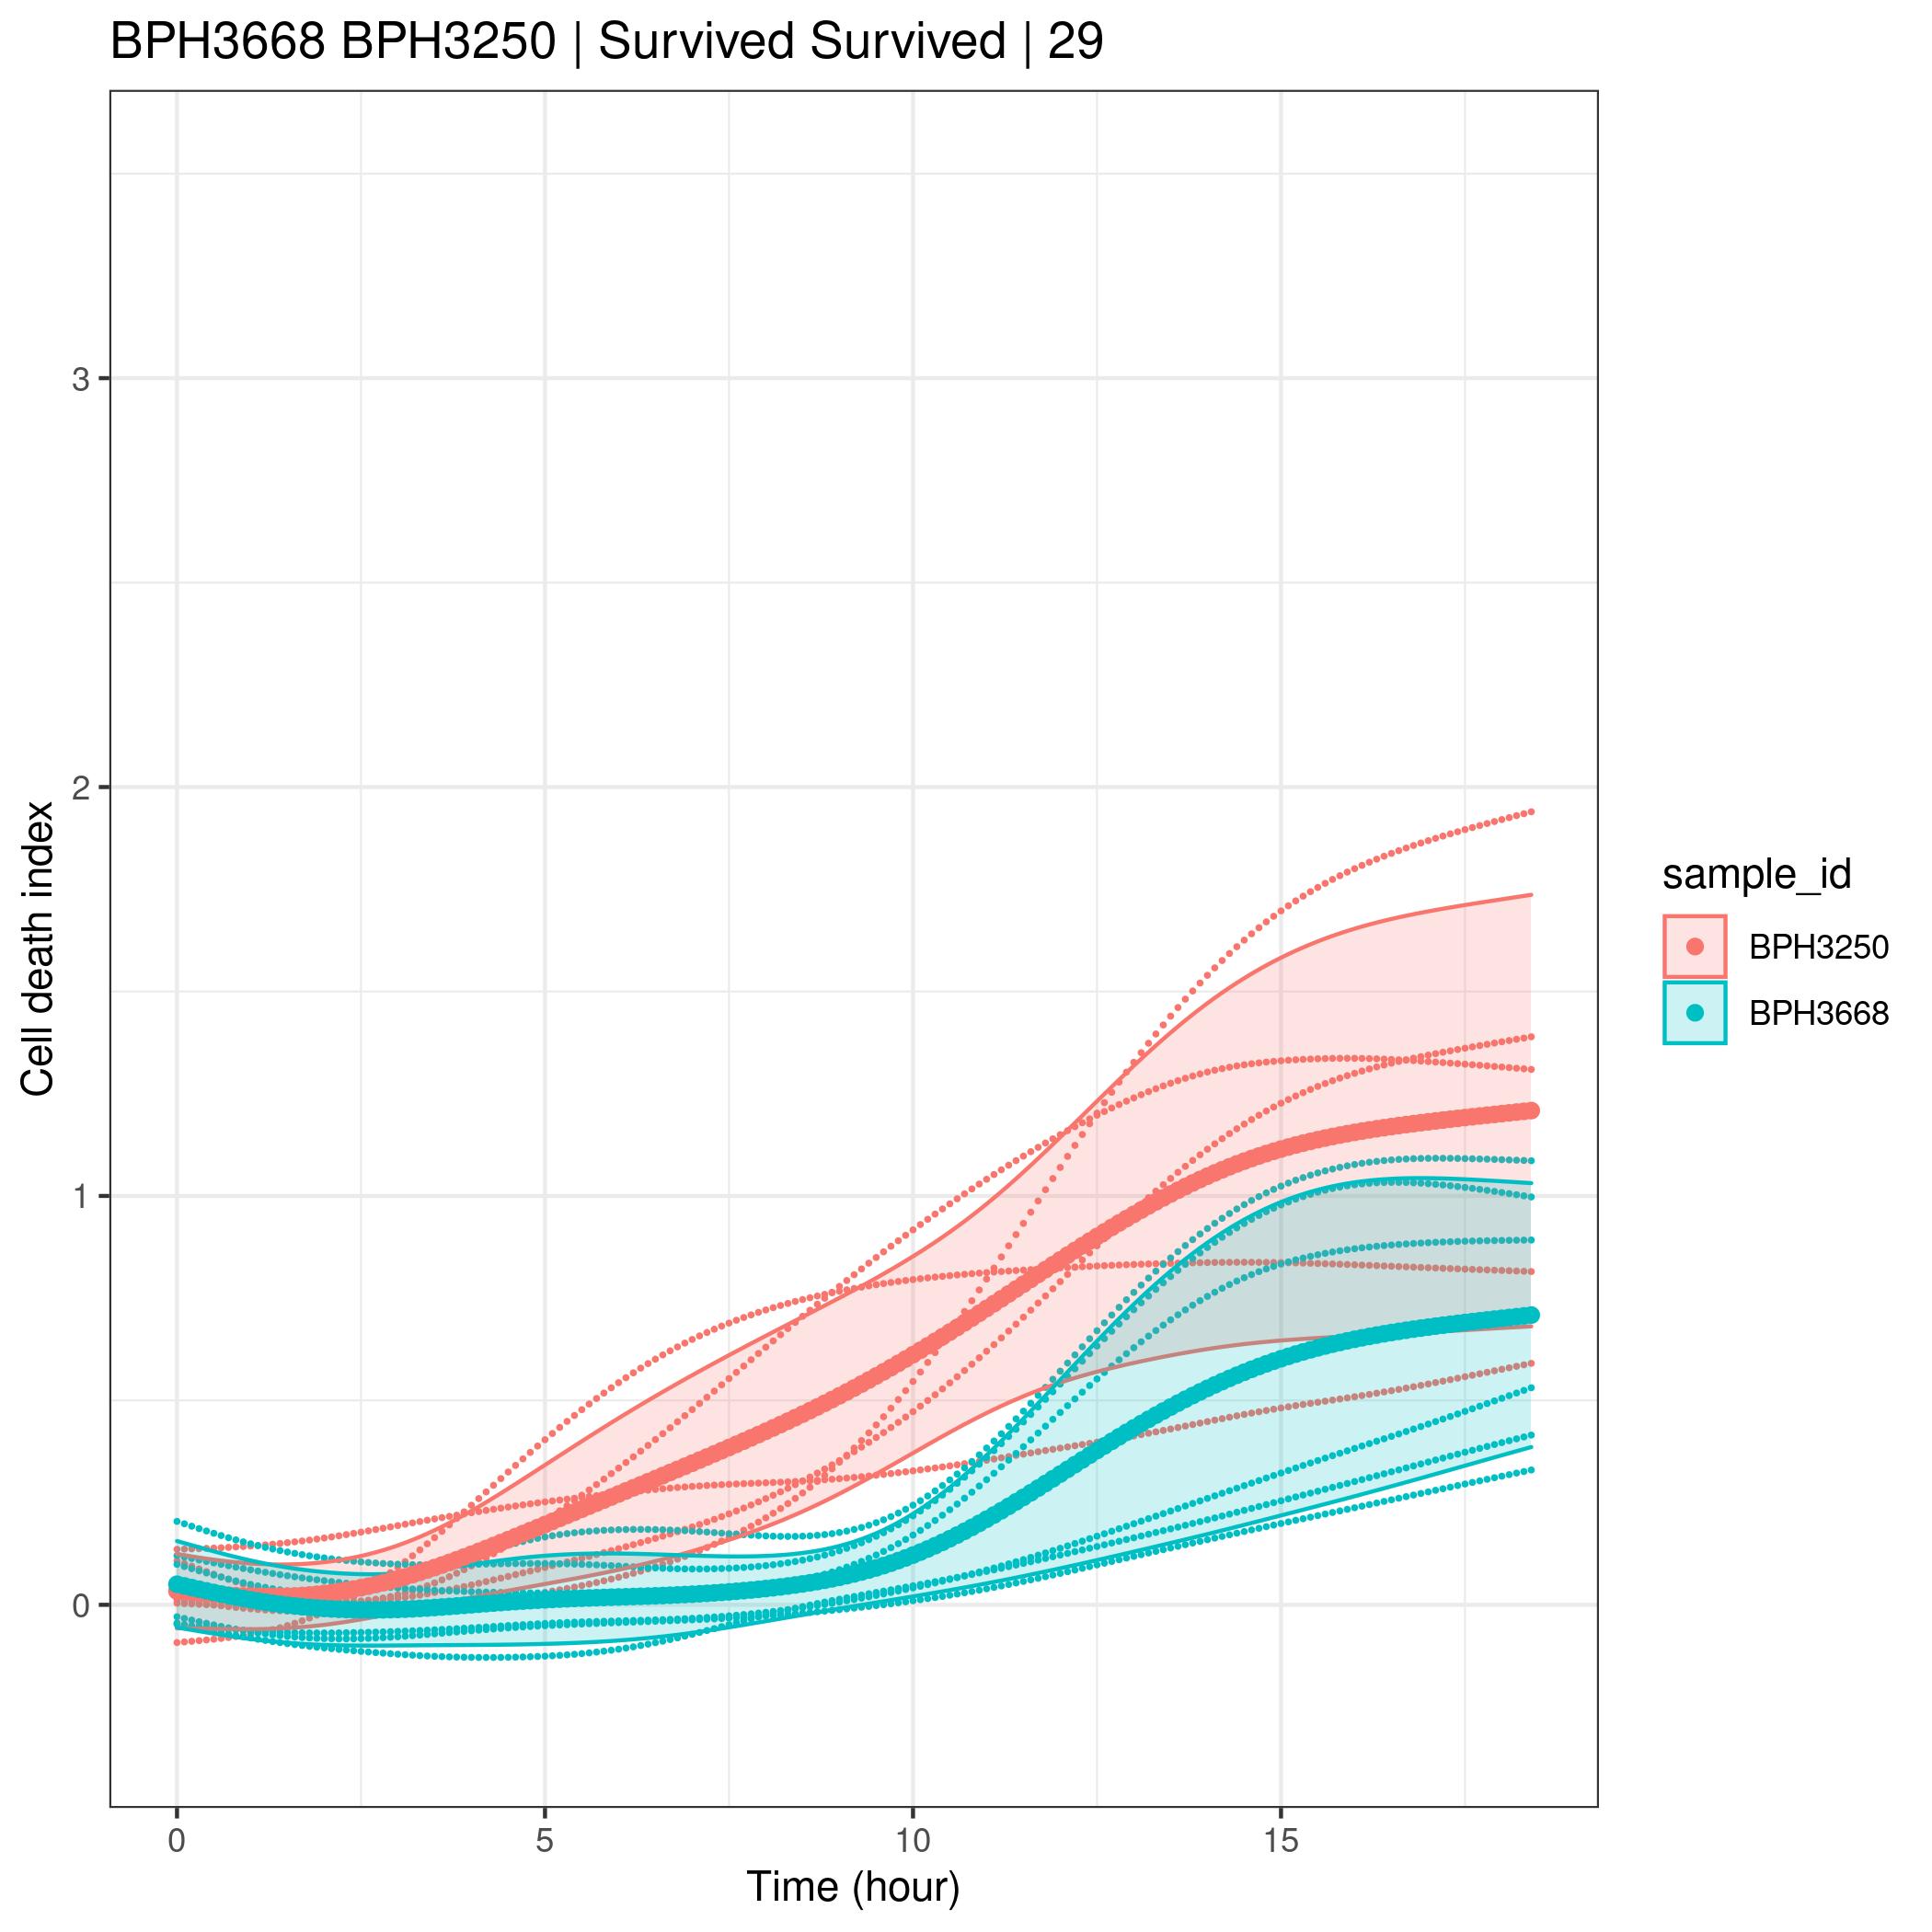 BPH3668 BPH3250 | Survived Survived | 29
Cell death index
3
2
1
0
0 5 10 15
Time (hour)
sample_id
BPH3250
BPH3668